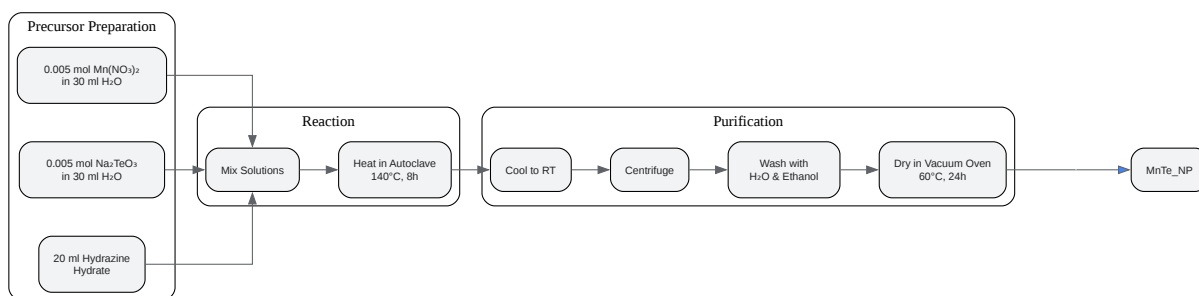 Precursor Preparation
0.005 mol Mn(NO₃)₂
in 30 ml H₂O
0.005 mol Na₂TeO₃
in 30 ml H₂O
20 ml Hydrazine
Hydrate
Reaction
Mix Solutions
Heat in Autoclave
140°C, 8h
Purification
Cool to RT
Centrifuge
Wash with
H₂O & Ethanol
Dry in Vacuum Oven
60°C, 24h
MnTe_NP